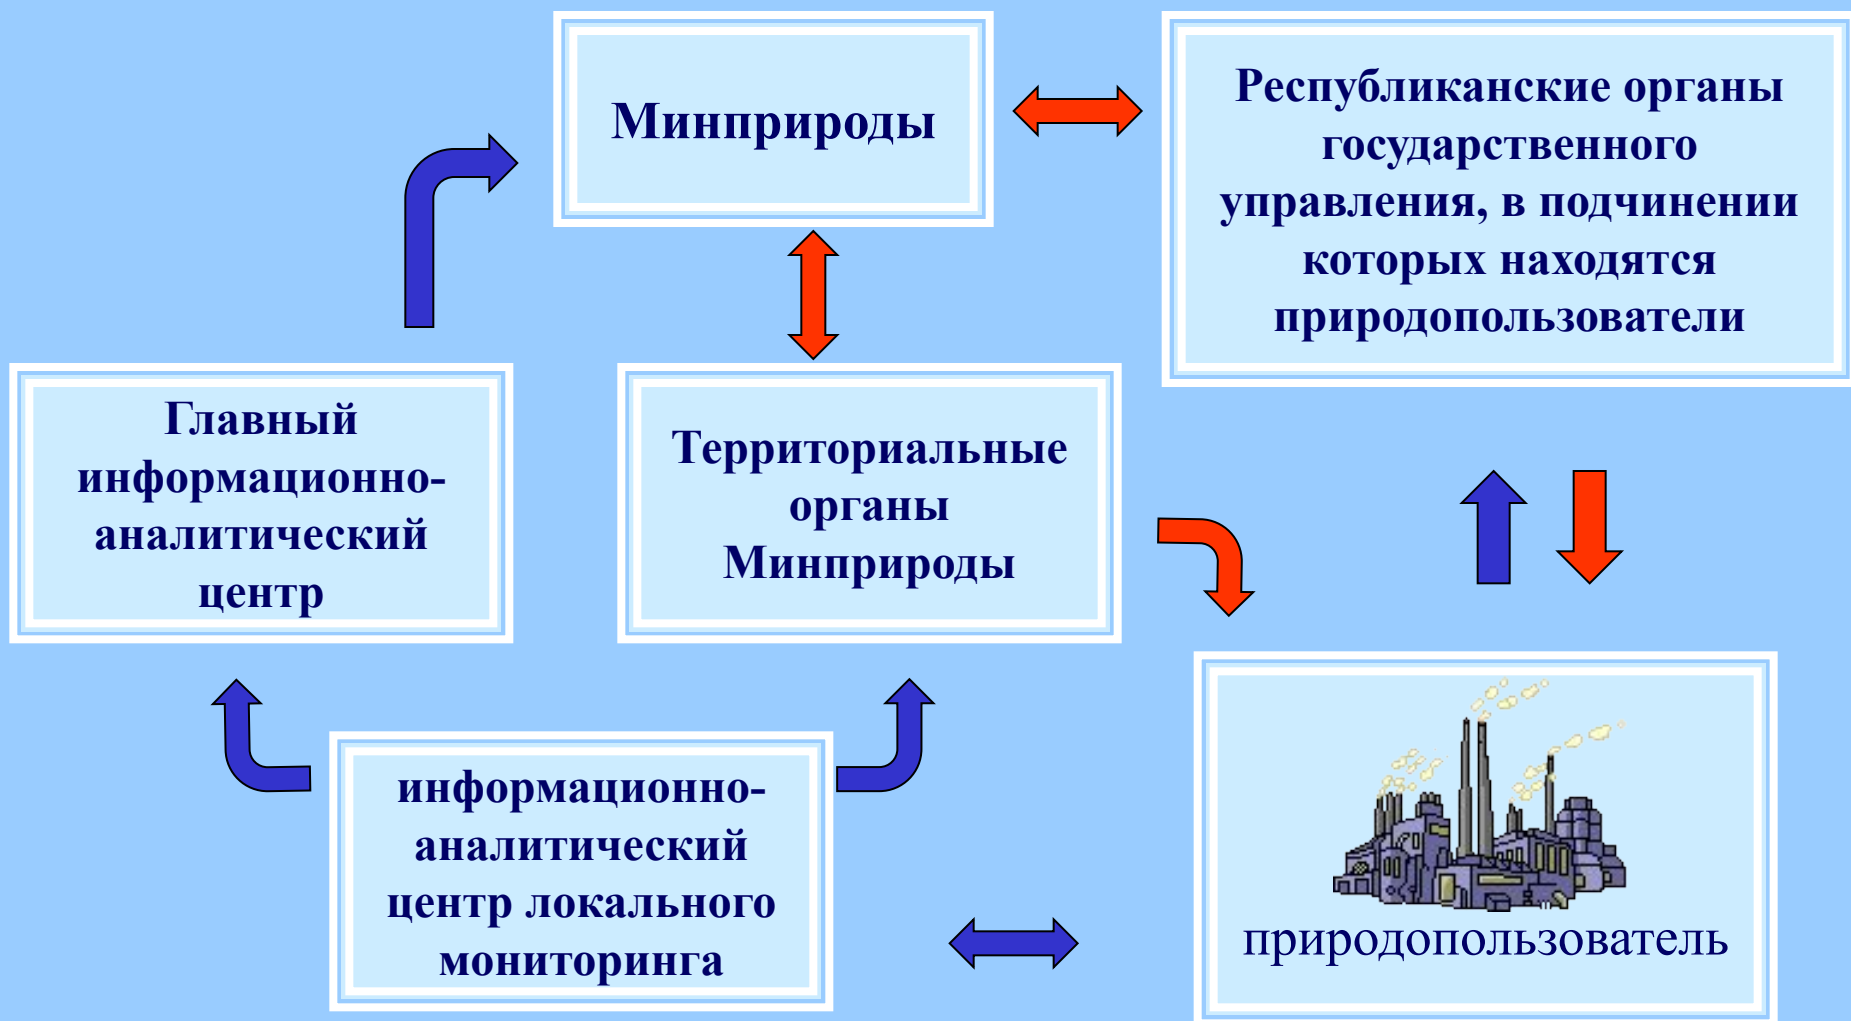 Минприроды
Республиканские органы
государственного
управления, в подчинении
которых находятся
природопользователи
Главный
информационно-
аналитический
центр
Территориальные
органы
Минприроды
информационно-
аналитический
центр локального
мониторинга
природопользователь